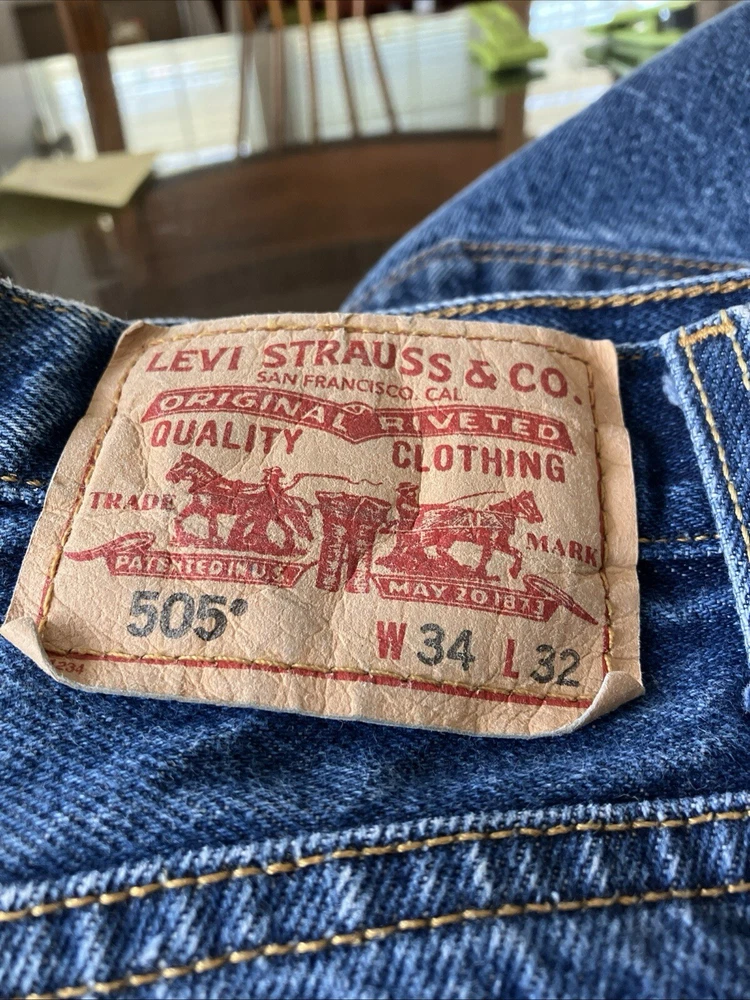 LEVI STRAUSS & CO.
SAN FRANCISCO. CAL.
ORIGINAL RIVETED
QUALITY CLOTHING
TRADE MARK
PATENTED IN U.S. MAY 20 1873
505® W 34 L 32
1234